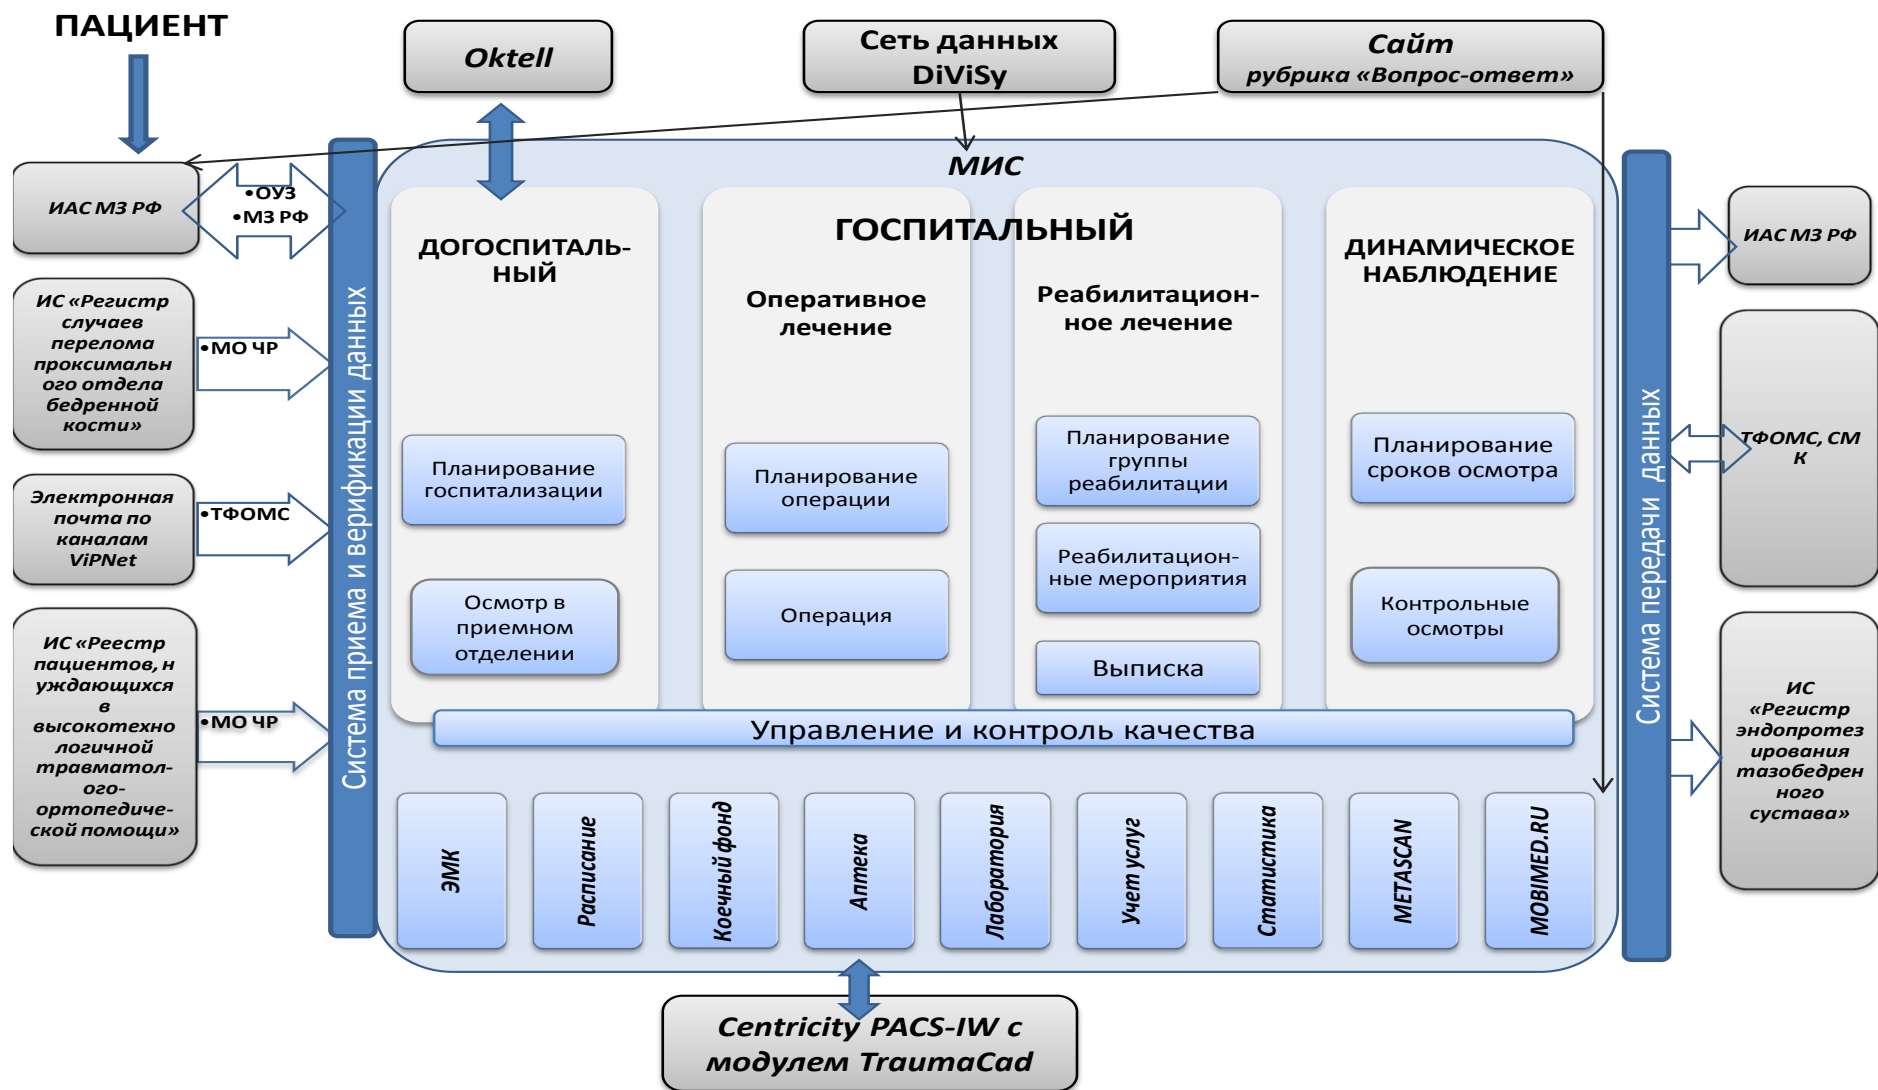 ПАЦИЕНТ
Oktell
Сеть данных
DiViSy
Сайт
рубрика «Вопрос-ответ»
ИАС МЗ РФ
•ОУЗ
•МЗ РФ
ИС «Регистр
случаев
перелома
проксимальн
ого отдела
бедренной
кости»
•МО ЧР
Электронная
почта по
каналам
ViPNet
•ТФОМС
ИС «Реестр
пациентов, н
уждающихся
в
высокотехно
логичной
травматол-
ого-
ортопедиче-
ской помощи»
•МО ЧР
Система приема и верификации данных
МИС
ДОГОСПИТАЛЬ-
НЫЙ
Планирование
госпитализации
Осмотр в
приемном
отделении
ГОСПИТАЛЬНЫЙ
Оперативное
лечение
Планирование
операции
Операция
Реабилитацион-
ное лечение
Планирование
группы
реабилитации
Реабилитацион-
ные мероприятия
Выписка
ДИНАМИЧЕСКОЕ
НАБЛЮДЕНИЕ
Планирование
сроков осмотра
Контрольные
осмотры
Управление и контроль качества
ЭМК
Расписание
Коечный фонд
Аптека
Лаборатория
Учет услуг
Статистика
METASCAN
MOBIMED.RU
Система передачи данных
ИАС МЗ РФ
ТФОМС, СМ
К
ИС
«Регистр
эндопротез
ирования
тазобедрен
ного
сустава»
Centricity PACS-IW с
модулем TraumaCad